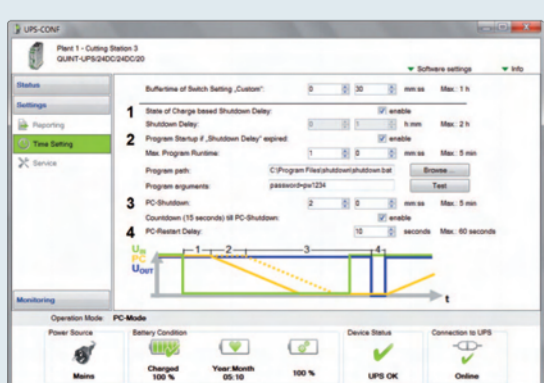 UPS-CONF
Plant 1 - Cutting Station 3
QUINT-UPS/24DC/24DC/20
Software settings Info
Status
Settings
Reporting
Time Setting
Service
Monitoring
Buffertime of Switch Setting „Custom": 0 30 mm:ss Max.: 1 h
1 State of Charge based Shutdown Delay: enable
Shutdown Delay: 0 1 h:mm Max.: 2 h
2 Program Startup if „Shutdown Delay" expired: enable
Max. Program Runtime: 1 0 mm:ss Max.: 5 min
Program path: C:\Program Files\shutdown\shutdown.bat Browse ...
Program arguments: password=pw1234 Test
3 PC-Shutdown: 2 0 mm:ss Max.: 5 min
Countdown (15 seconds) till PC-Shutdown: enable
4 PC-Restart Delay: 10 seconds Max.: 60 seconds
UIN
PC
UOUT
1 2 3 4
t
Operation Mode PC-Mode
Power Source Battery Condition Device Status Connection to UPS
Mains
Charged 100 %
Year:Month 05:10
100 %
UPS OK
Online